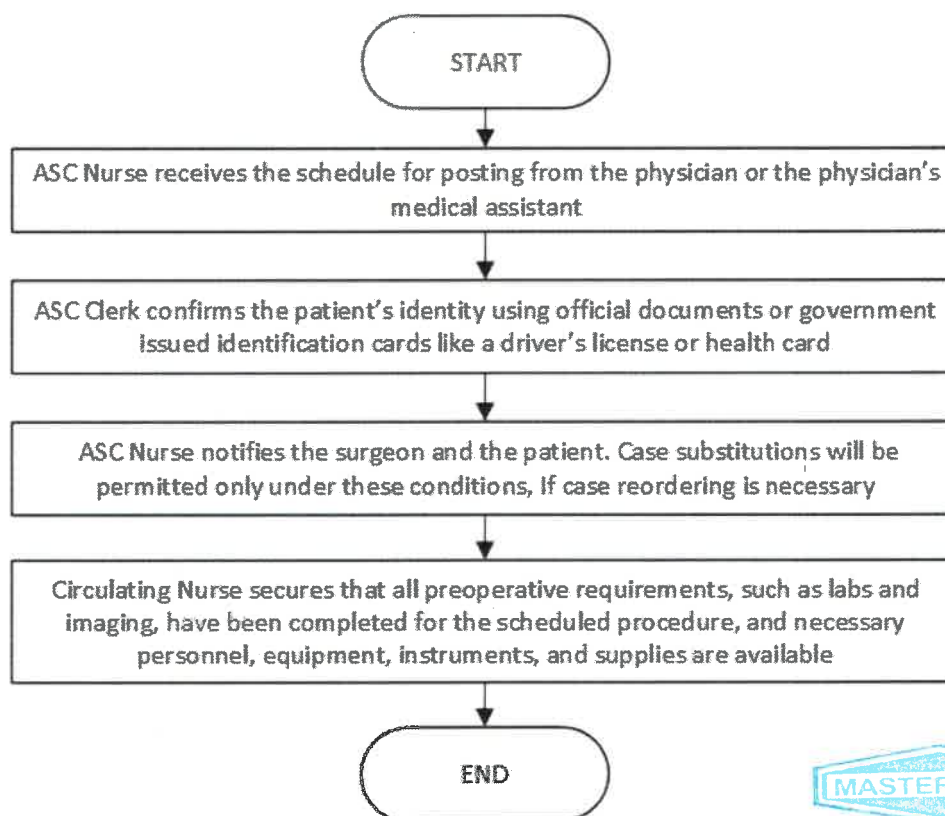 START
ASC Nurse receives the schedule for posting from the physician or the physician's
medical assistant
ASC Clerk confirms the patient's identity using official documents or government
issued identification cards like a driver's license or health card
ASC Nurse notifies the surgeon and the patient. Case substitutions will be
permitted only under these conditions, If case reordering is necessary
Circulating Nurse secures that all preoperative requirements, such as labs and
imaging, have been completed for the scheduled procedure, and necessary
personnel, equipment, instruments, and supplies are available
END
MASTER